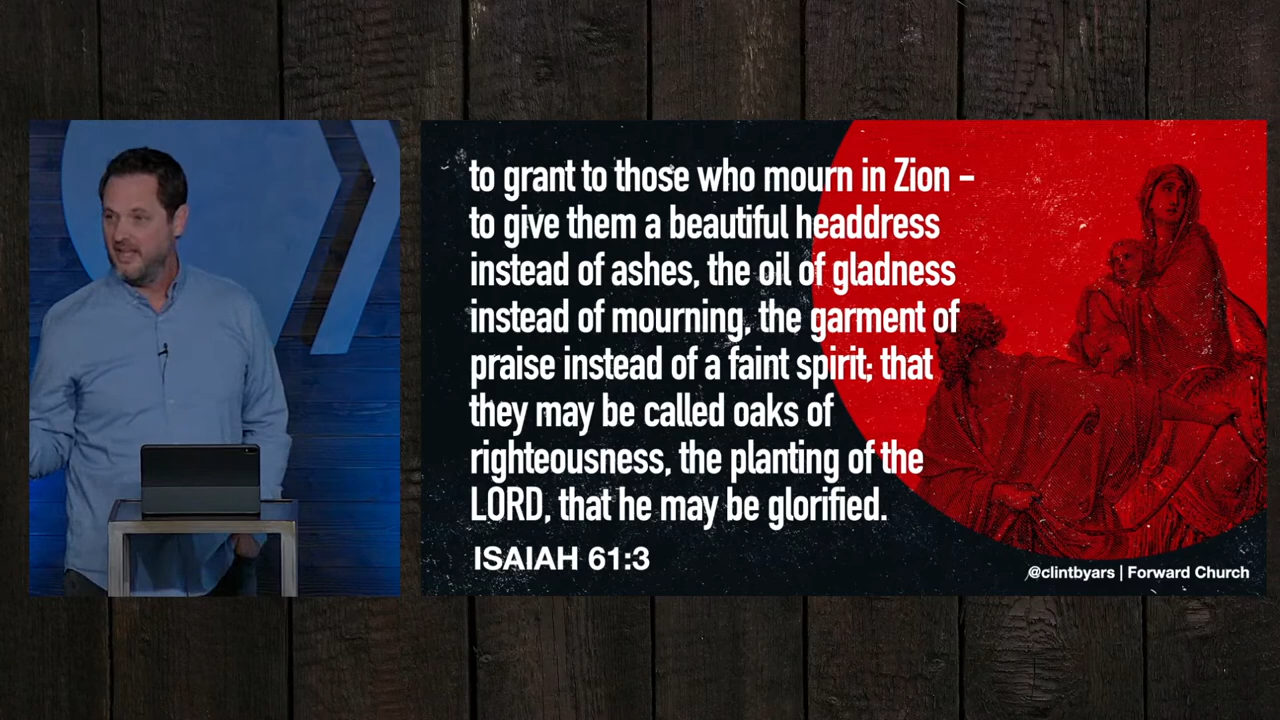 to grant to those who mourn in Zion –
to give them a beautiful headdress
instead of ashes, the oil of gladness
instead of mourning, the garment of
praise instead of a faint spirit; that
they may be called oaks of
righteousness, the planting of the
LORD, that he may be glorified.
ISAIAH 61:3
@clintbyars | Forward Church